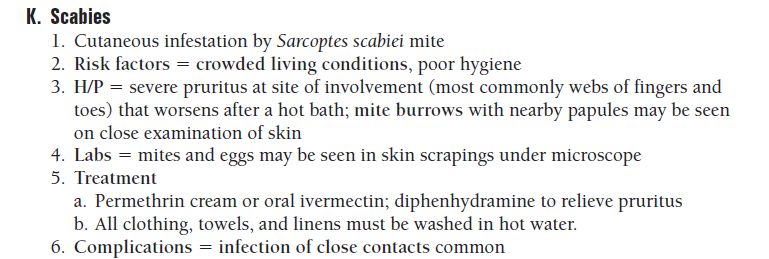 K. Scabies
1. Cutaneous infestation by Sarcoptes scabiei mite
2. Risk factors = crowded living conditions, poor hygiene
3. H/P = severe pruritus at site of involvement (most commonly webs of fingers and
toes) that worsens after a hot bath; mite burrows with nearby papules may be seen
on close examination of skin
4. Labs = mites and eggs may be seen in skin scrapings under microscope
5. Treatment
a. Permethrin cream or oral ivermectin; diphenhydramine to relieve pruritus
b. All clothing, towels, and linens must be washed in hot water.
6. Complications = infection of close contacts common